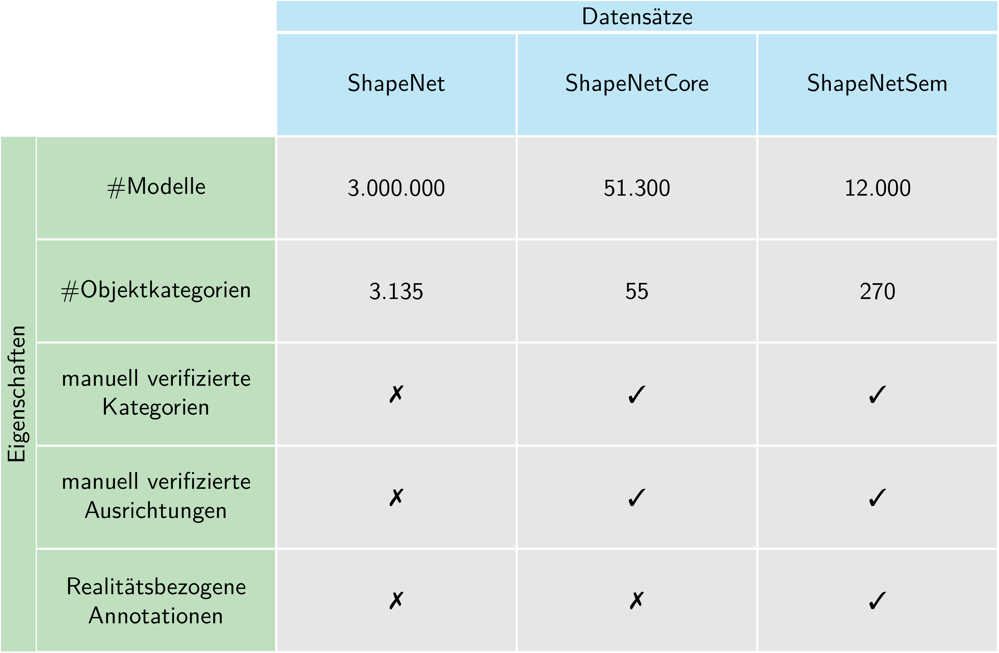 Datensätze
ShapeNet ShapeNetCore ShapeNetSem
Eigenschaften
#Modelle 3.000.000 51.300 12.000
#Objektkategorien 3.135 55 270
manuell verifizierte
Kategorien ✗ ✓ ✓
manuell verifizierte
Ausrichtungen ✗ ✓ ✓
Realitätsbezogene
Annotationen ✗ ✗ ✓